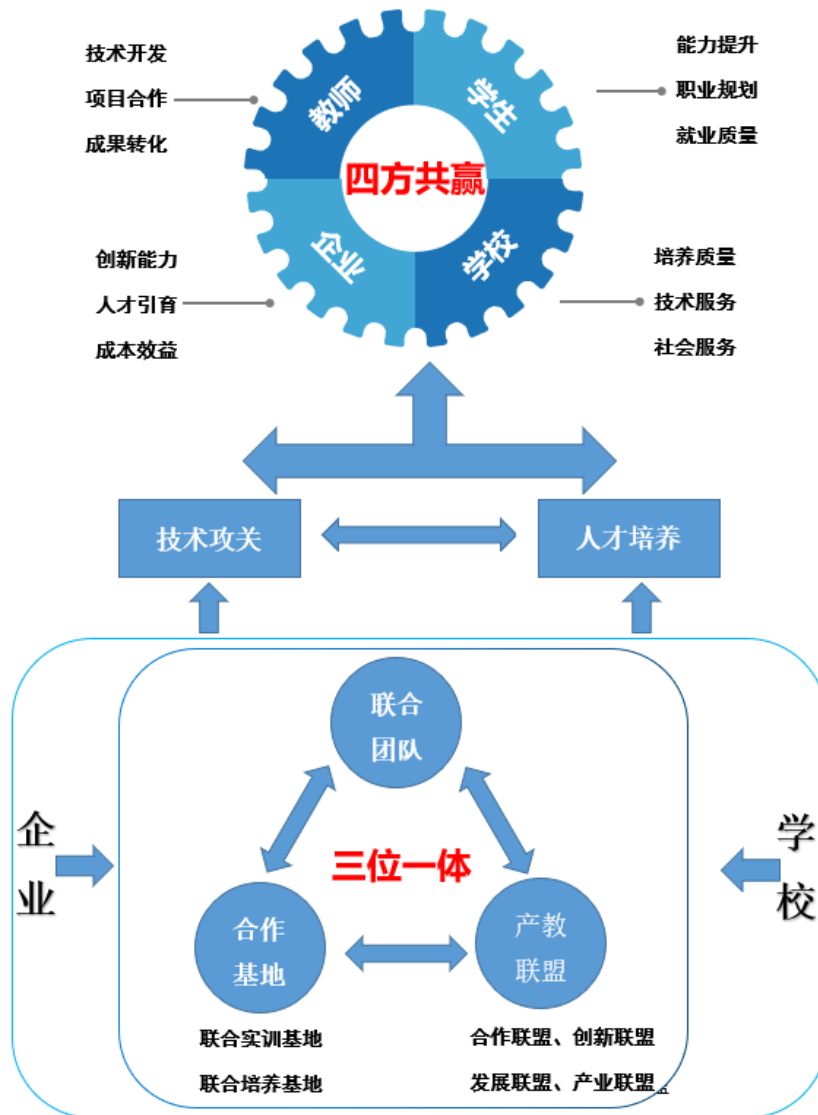 技术开发
项目合作
成果转化
能力提升
职业规划
就业质量
教师
学生
四方共赢
企业
学校
创新能力
人才引育
成本效益
培养质量
技术服务
社会服务
技术攻关
人才培养
联合
团队
企业
学校
三位一体
合作
基地
产教
联盟
联合实训基地
联合培养基地
合作联盟、创新联盟
发展联盟、产业联盟